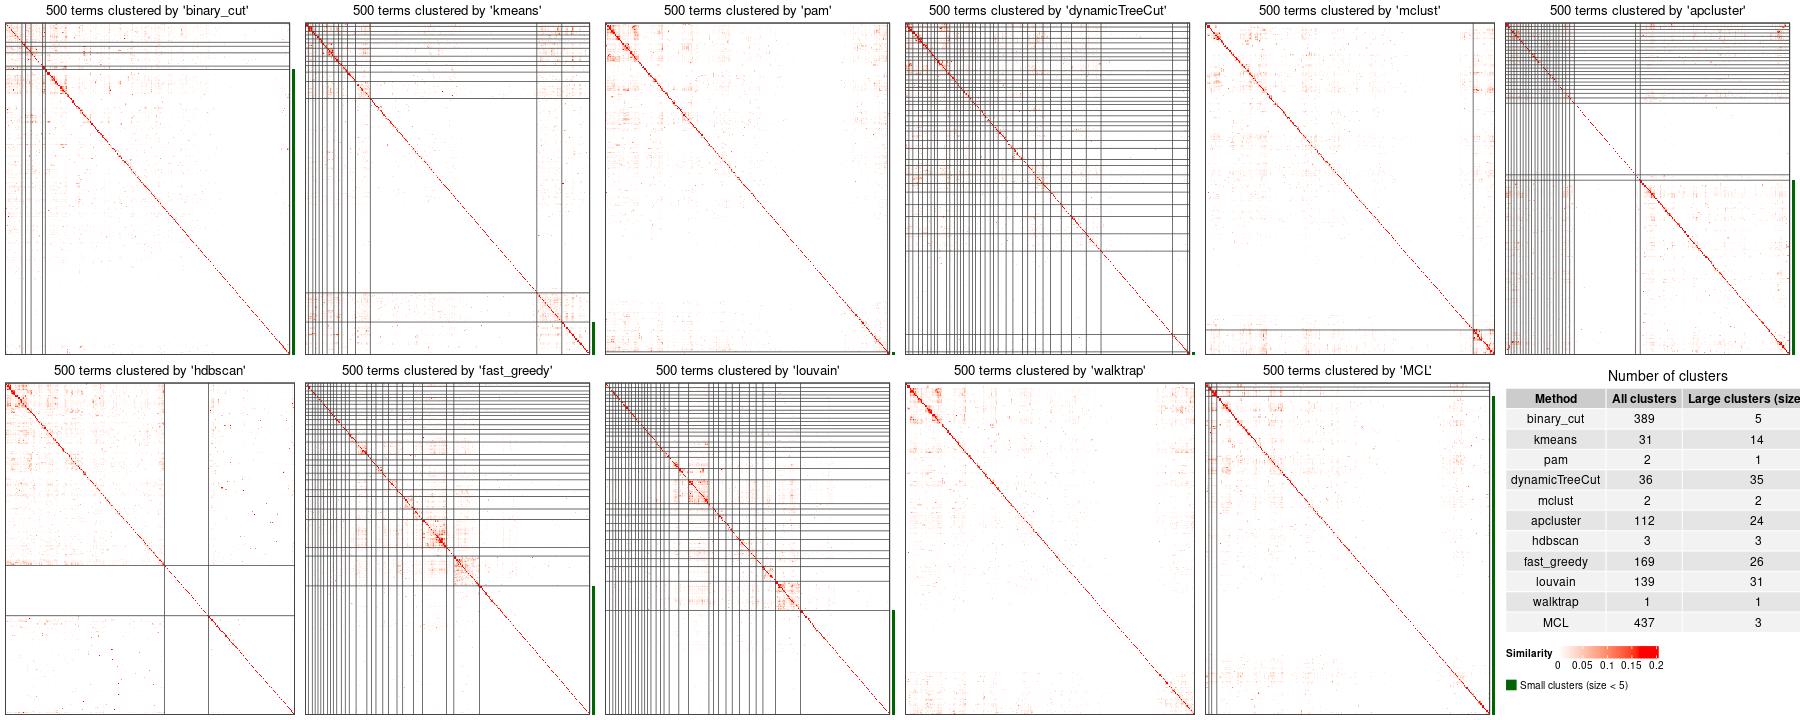 500 terms clustered by 'binary_cut'
500 terms clustered by 'kmeans'
500 terms clustered by 'pam'
500 terms clustered by 'dynamicTreeCut'
500 terms clustered by 'mclust'
500 terms clustered by 'apcluster'
500 terms clustered by 'hdbscan'
500 terms clustered by 'fast_greedy'
500 terms clustered by 'louvain'
500 terms clustered by 'walktrap'
500 terms clustered by 'MCL'
Number of clusters
Method All clusters Large clusters (size
binary_cut 389 5
kmeans 31 14
pam 2 1
dynamicTreeCut 36 35
mclust 2 2
apcluster 112 24
hdbscan 3 3
fast_greedy 169 26
louvain 139 31
walktrap 1 1
MCL 437 3
Similarity
0 0.05 0.1 0.15 0.2
Small clusters (size < 5)